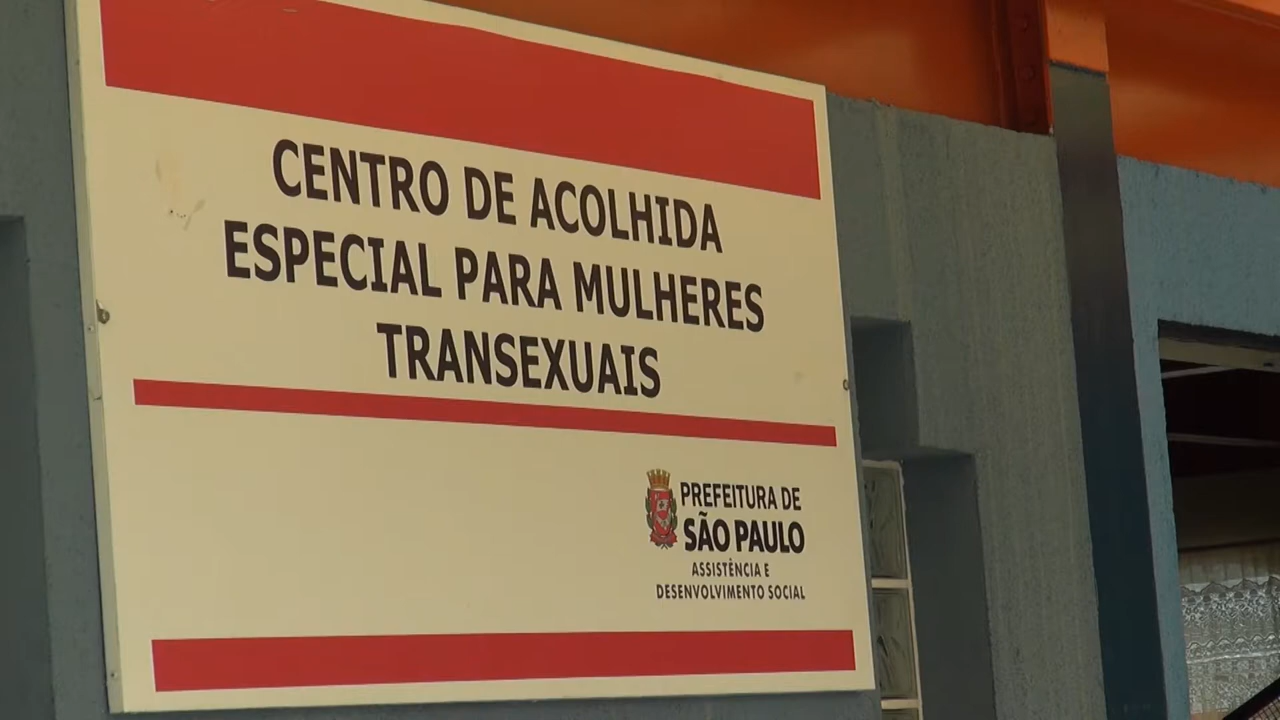 CENTRO DE ACOLHIDA
ESPECIAL PARA MULHERES
TRANSEXUAIS
PREFEITURA DE
SÃO PAULO
ASSISTÊNCIA E
DESENVOLVIMENTO SOCIAL